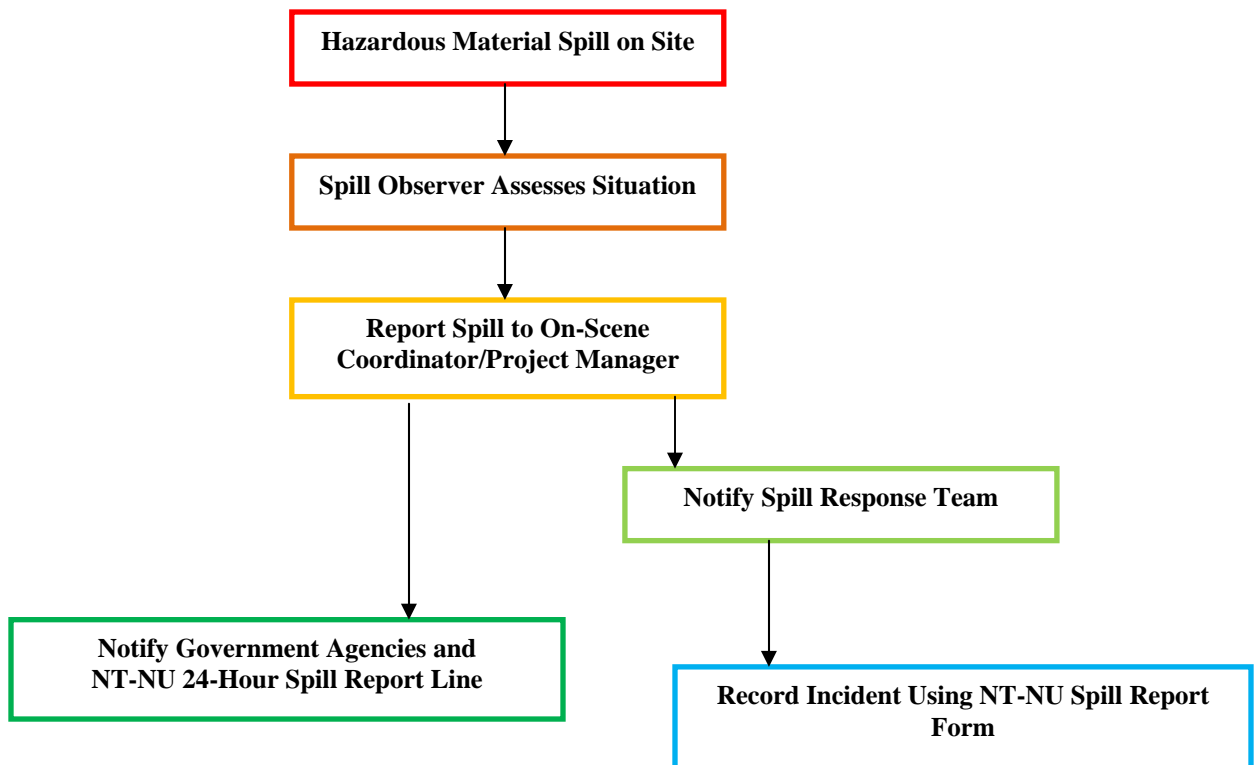 Hazardous Material Spill on Site
Spill Observer Assesses Situation
Report Spill to On-Scene
Coordinator/Project Manager
Notify Spill Response Team
Notify Government Agencies and
NT-NU 24-Hour Spill Report Line
Record Incident Using NT-NU Spill Report
Form